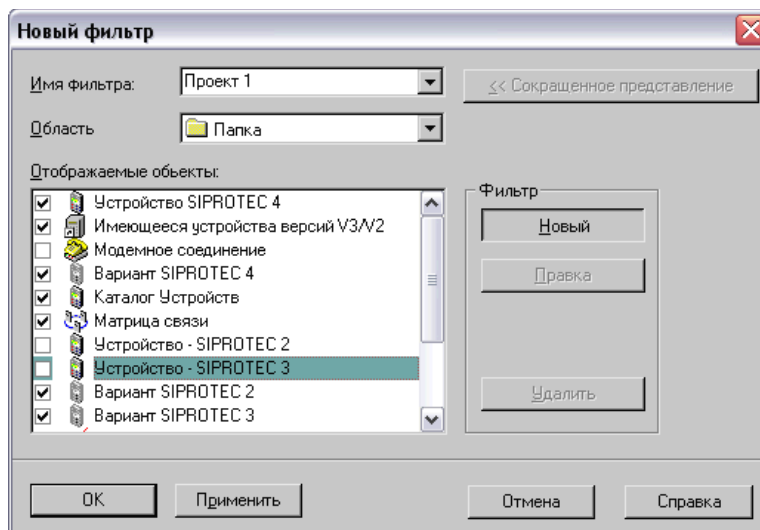 Новый фильтр
Имя фильтра:
Проект 1
<< Сокращенное представление
Область
Папка
Отображаемые обьекты:
Устройство SIPROTEC 4
Имеющееся устройства версий V3/V2
Модемное соединение
Вариант SIPROTEC 4
Каталог Устройств
Матрица связи
Устройство - SIPROTEC 2
Устройство - SIPROTEC 3
Вариант SIPROTEC 2
Вариант SIPROTEC 3
Фильтр
Новый
Правка
Удалить
OK
Применить
Отмена
Справка